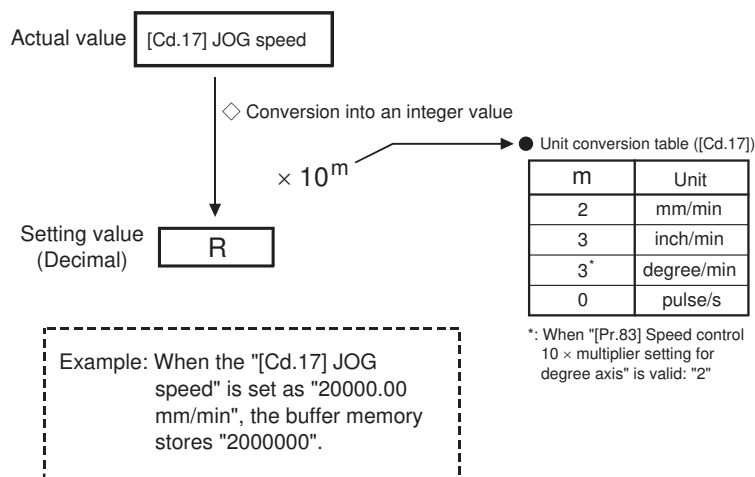 Actual value
[Cd.17] JOG speed
◇ Conversion into an integer value
× 10^m
● Unit conversion table ([Cd.17])
m Unit
2 mm/min
3 inch/min
3* degree/min
0 pulse/s
*: When "[Pr.83] Speed control
10 × multiplier setting for
degree axis" is valid: "2"
Setting value
(Decimal)
R
Example: When the "[Cd.17] JOG
speed" is set as "20000.00
mm/min", the buffer memory
stores "2000000".